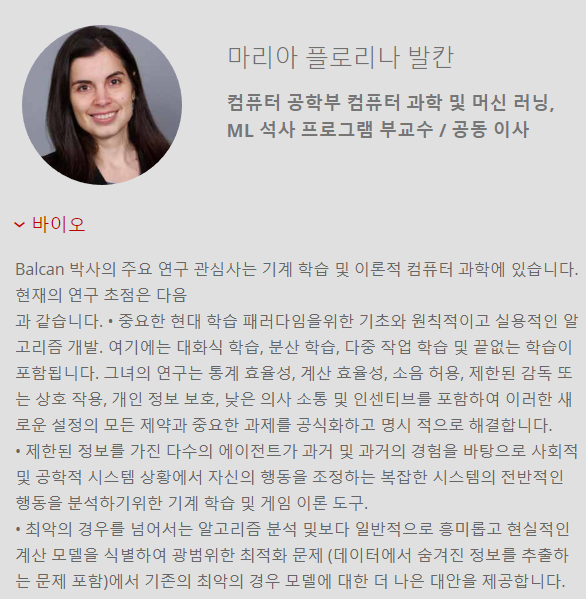 마리아 플로리나 발칸
컴퓨터 공학부 컴퓨터 과학 및 머신 러닝,
ML 석사 프로그램 부교수 / 공동 이사
바이오
Balcan 박사의 주요 연구 관심사는 기계 학습 및 이론적 컴퓨터 과학에 있습니다.
현재의 연구 초점은 다음
과 같습니다. • 중요한 현대 학습 패러다임을위한 기초와 원칙적이고 실용적인 알
고리즘 개발. 여기에는 대화식 학습, 분산 학습, 다중 작업 학습 및 끝없는 학습이
포함됩니다. 그녀의 연구는 통계 효율성, 계산 효율성, 소음 허용, 제한된 감독 또
는 상호 작용, 개인 정보 보호, 낮은 의사 소통 및 인센티브를 포함하여 이러한 새
로운 설정의 모든 제약과 중요한 과제를 공식화하고 명시 적으로 해결합니다.
• 제한된 정보를 가진 다수의 에이전트가 과거 및 과거의 경험을 바탕으로 사회적
및 공학적 시스템 상황에서 자신의 행동을 조정하는 복잡한 시스템의 전반적인
행동을 분석하기위한 기계 학습 및 게임 이론 도구.
• 최악의 경우를 넘어서는 알고리즘 분석 및보다 일반적으로 흥미롭고 현실적인
계산 모델을 식별하여 광범위한 최적화 문제 (데이터에서 숨겨진 정보를 추출하
는 문제 포함)에서 기존의 최악의 경우 모델에 대한 더 나은 대안을 제공합니다.